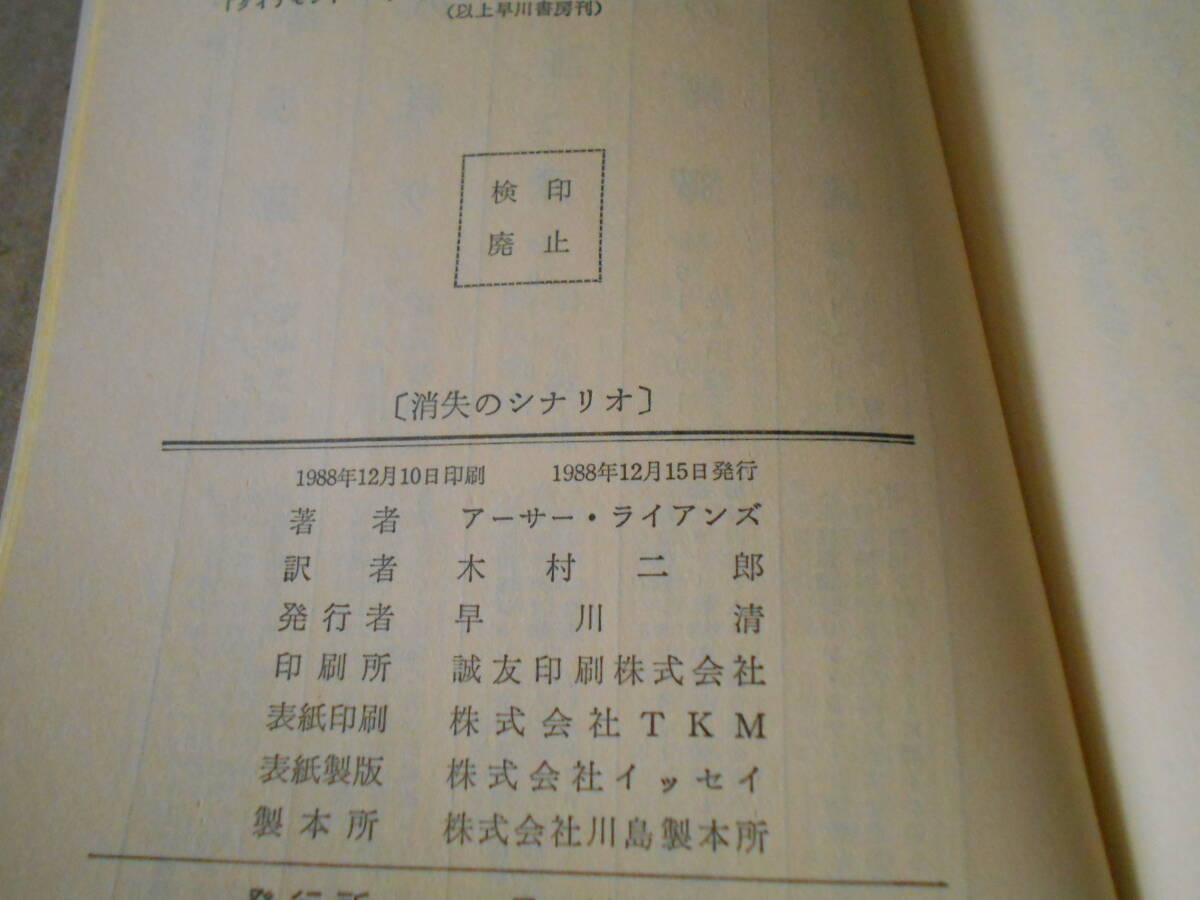 (以上早川書房刊)
検印
廃止
〔消失のシナリオ〕
1988年12月10日印刷 1988年12月15日発行
著者 アーサー・ライアンズ
訳者 木村二郎
発行者 早川清
印刷所 誠友印刷株式会社
表紙印刷 株式会社TKM
表紙製版 株式会社イッセイ
製本所 株式会社川島製本所
発行所